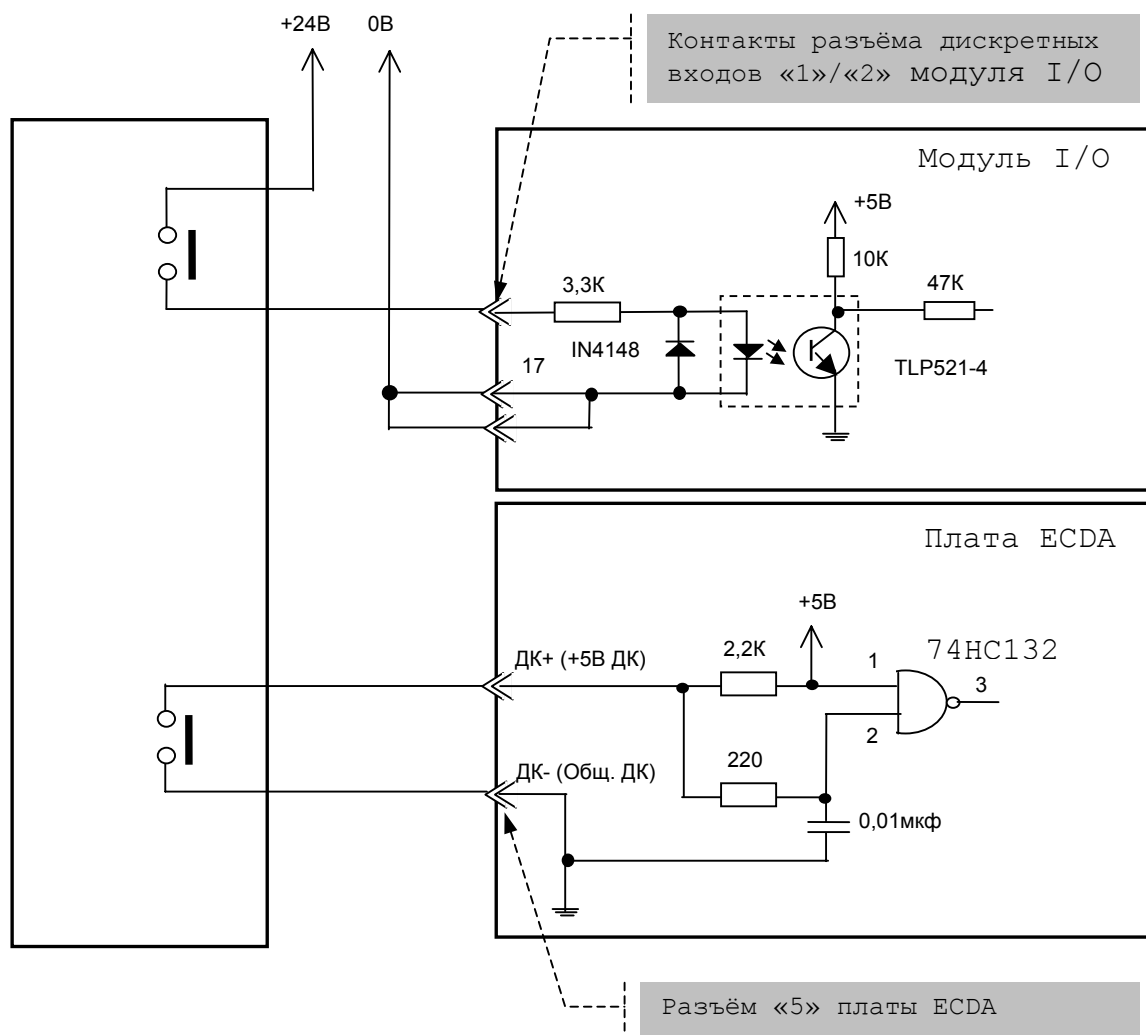 +24В
0В
Контакты разъёма дискретных
входов «1»/«2» модуля I/O
Модуль I/O
+5В
10К
3,3К
47К
IN4148
17
TLP521-4
Плата ECDA
+5В
ДК+ (+5В ДК)
2,2К
1
74HC132
3
2
ДК- (Общ. ДК)
220
0,01мкф
Разъём «5» платы ECDA